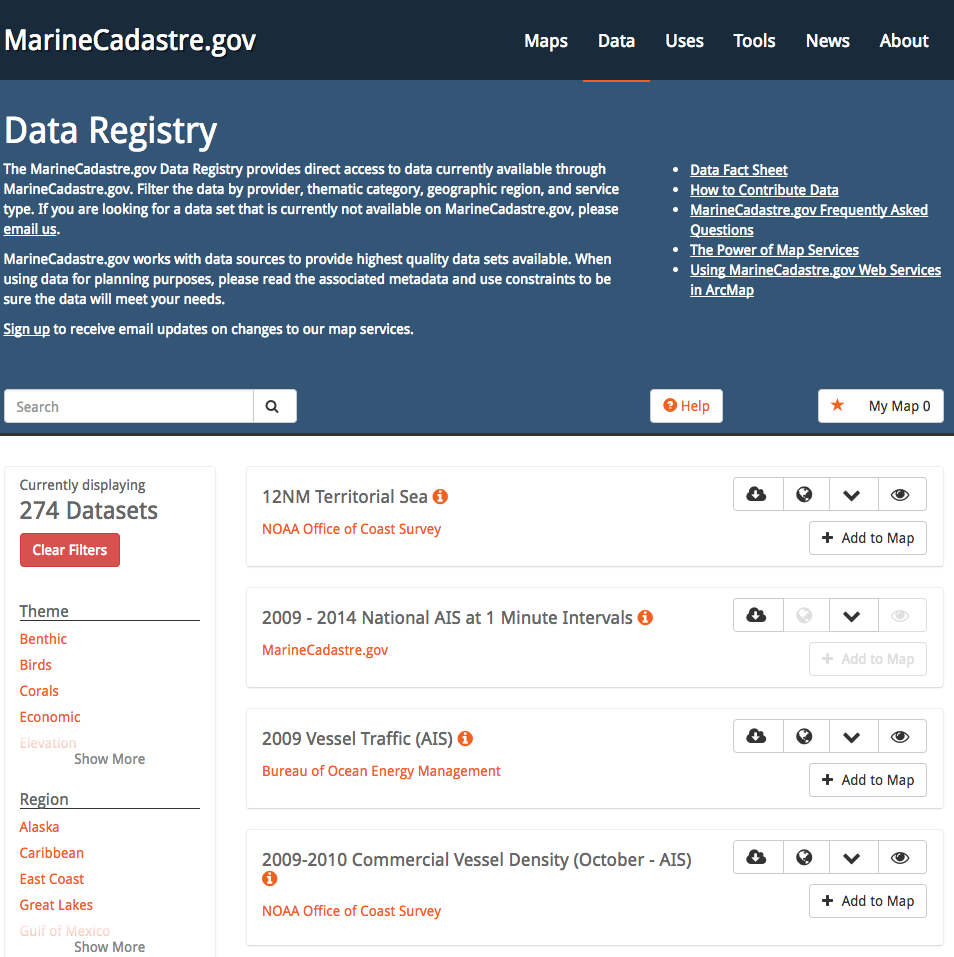 MarineCadastre.gov
Maps Data Uses Tools News About
Data Registry
The MarineCadastre.gov Data Registry provides direct access to data currently available through
MarineCadastre.gov. Filter the data by provider, thematic category, geographic region, and service
type. If you are looking for a data set that is currently not available on MarineCadastre.gov, please
email us.
MarineCadastre.gov works with data sources to provide highest quality data sets available. When
using data for planning purposes, please read the associated metadata and use constraints to be
sure the data will meet your needs.
Sign up to receive email updates on changes to our map services.
• Data Fact Sheet
• How to Contribute Data
• MarineCadastre.gov Frequently Asked
Questions
• The Power of Map Services
• Using MarineCadastre.gov Web Services
in ArcMap
Search
Help
My Map 0
Currently displaying
274 Datasets
Clear Filters
Theme
Benthic
Birds
Corals
Economic
Elevation
Show More
Region
Alaska
Caribbean
East Coast
Great Lakes
Gulf of Mexico
Show More
12NM Territorial Sea
NOAA Office of Coast Survey
Add to Map
2009 - 2014 National AIS at 1 Minute Intervals
MarineCadastre.gov
Add to Map
2009 Vessel Traffic (AIS)
Bureau of Ocean Energy Management
Add to Map
2009-2010 Commercial Vessel Density (October - AIS)
NOAA Office of Coast Survey
Add to Map